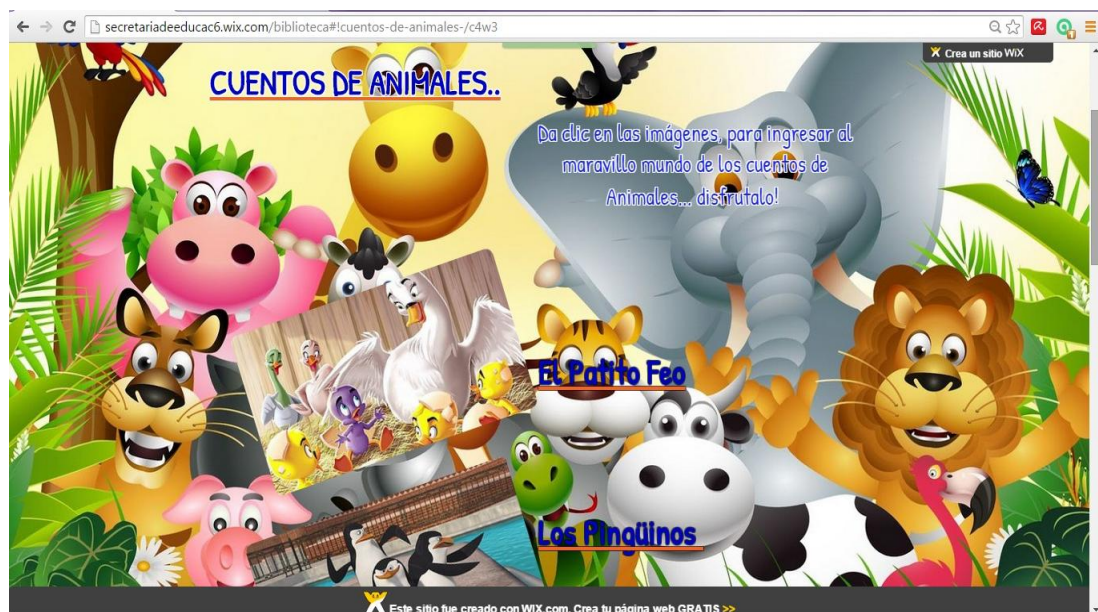 secretariadeeducac6.wix.com/biblioteca#!cuentos-de-animales-/c4w3
Crea un sitio WiX
CUENTOS DE ANIMALES..
Da clic en las imágenes, para ingresar al
maravillo mundo de los cuentos de
Animales... disfrutalo!
El Patito Feo
Los Pingüinos
Este sitio fue creado con WIX.com. Crea tu página web GRATIS >>